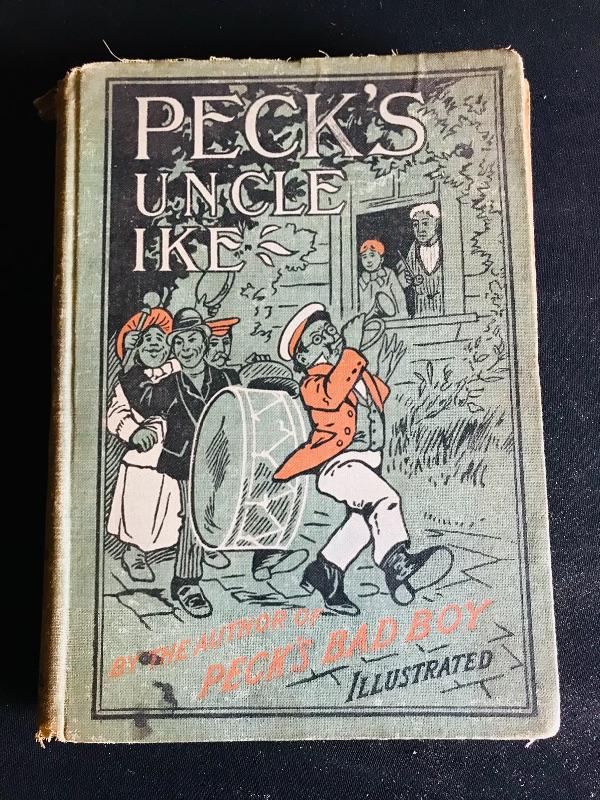 PECK'S
UNCLE
IKE
BY THE AUTHOR OF
PECK'S BAD BOY
ILLUSTRATED